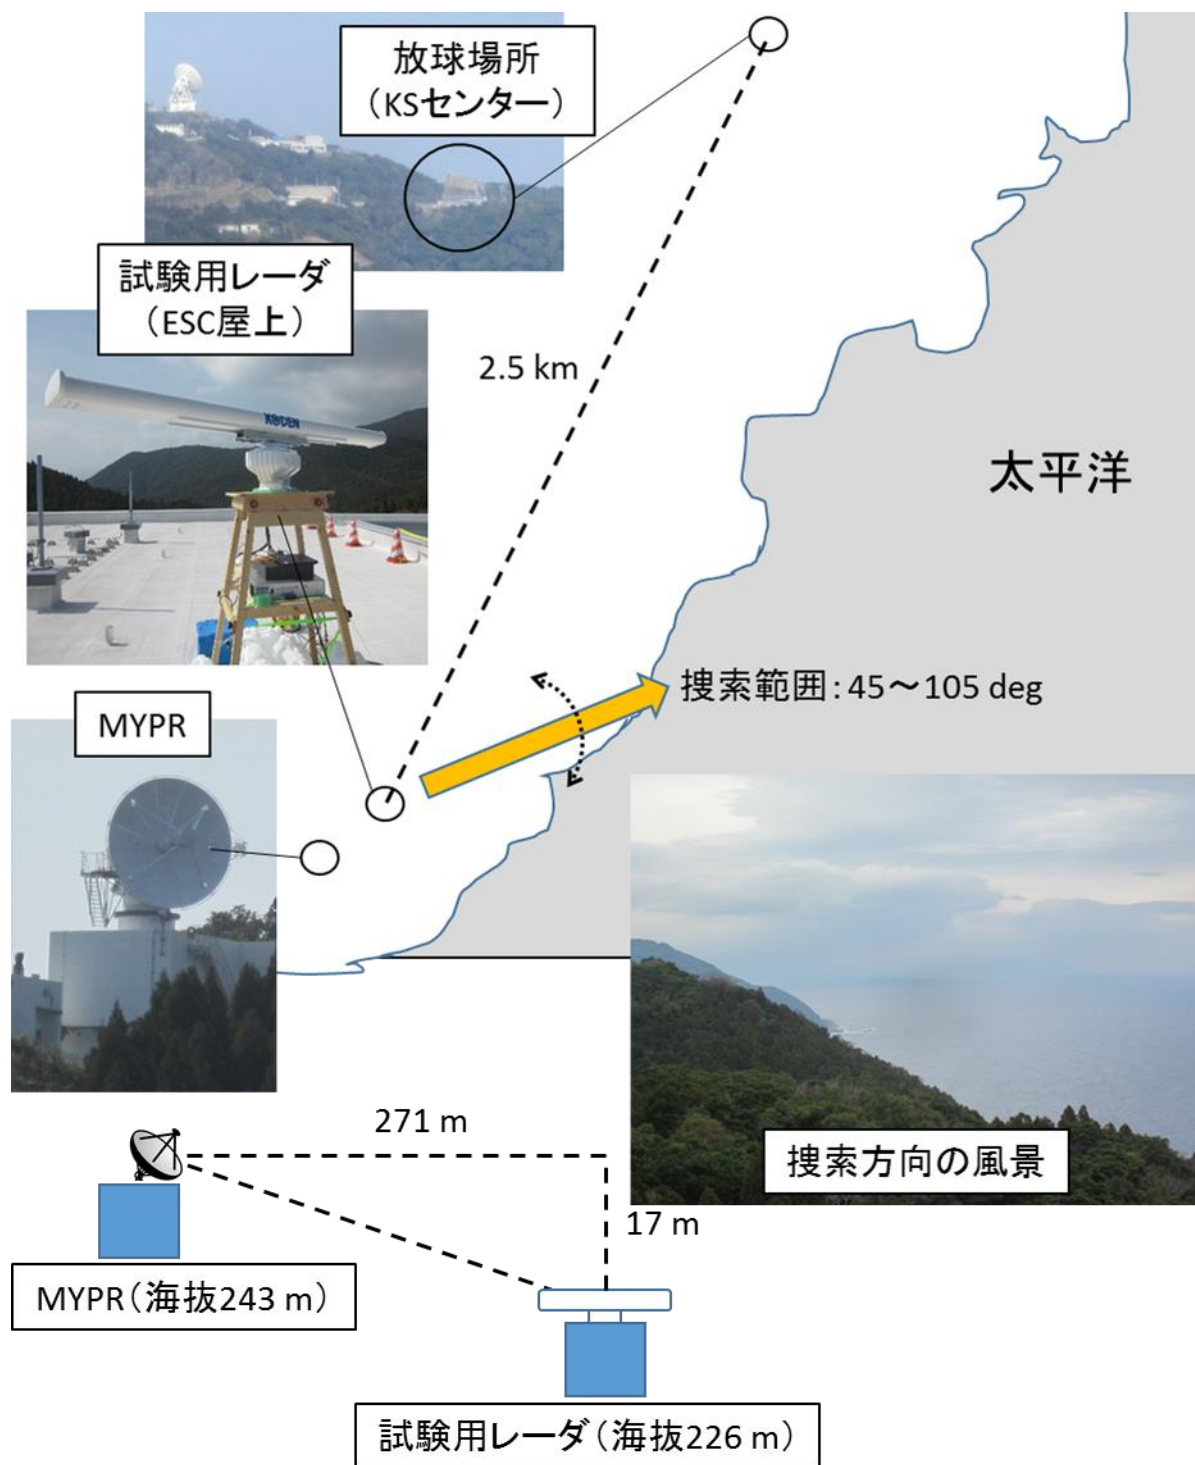 放球場所
（KSセンター）
試験用レーダ
（ESC屋上）
KODEN
2.5 km
太平洋
捜索範囲：45～105 deg
MYPR
捜索方向の風景
271 m
17 m
MYPR（海抜243 m）
試験用レーダ（海抜226 m）